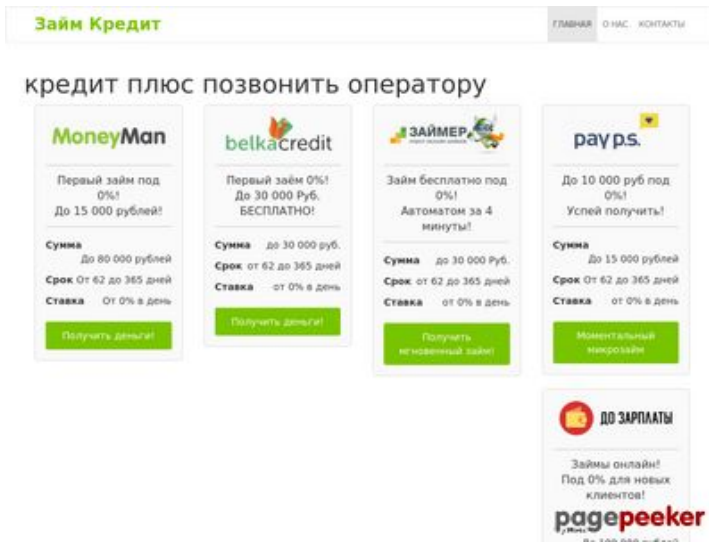 Займ Кредит
ГЛАВНАЯ О НАС КОНТАКТЫ
кредит плюс позвонить оператору
MoneyMan
Первый займ под
0%!
До 15 000 рублей!
Сумма
До 80 000 рублей
Срок От 62 до 365 дней
Ставка От 0% в день
Получить деньги!
belkacredit
Первый заём 0%!
До 30 000 Руб.
БЕСПЛАТНО!
Сумма до 30 000 руб.
Срок от 62 до 365 дней
Ставка от 0% в день
Получить деньги!
ЗАЙМЕР
Займ бесплатно под
0%!
Автоматом за 4
минуты!
Сумма до 30 000 Руб.
Срок от 62 до 365 дней
Ставка от 0% в день
Получить
мгновенный займ!
pay p.s.
До 10 000 руб под
0%!
Успей получить!
Сумма
До 15 000 рублей
Срок От 62 до 365 дней
Ставка От 0% в день
Моментальный
микрозайм
ДО ЗАРПЛАТЫ
Займы онлайн!
Под 0% для новых
клиентов!
pagepeeker
До 100 000 рублей